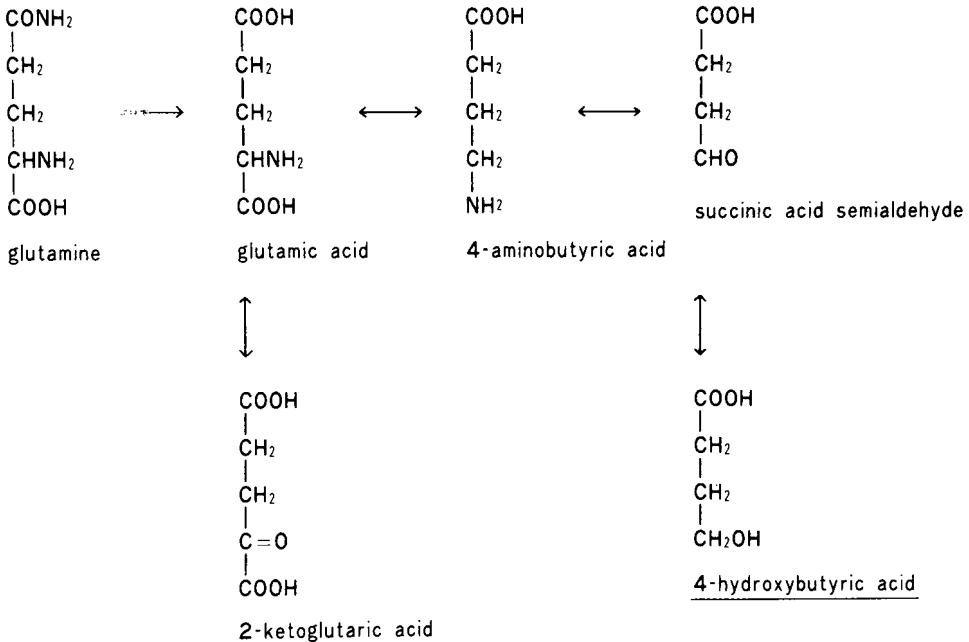 CONH₂
CH₂
CH₂
CHNH₂
COOH
glutamine
COOH
CH₂
CH₂
CHNH₂
COOH
glutamic acid
COOH
CH₂
CH₂
CH₂
NH₂
4-aminobutyric acid
COOH
CH₂
CH₂
CHO
succinic acid semialdehyde
COOH
CH₂
CH₂
C=O
COOH
2-ketoglutaric acid
COOH
CH₂
CH₂
CH₂OH
4-hydroxybutyric acid